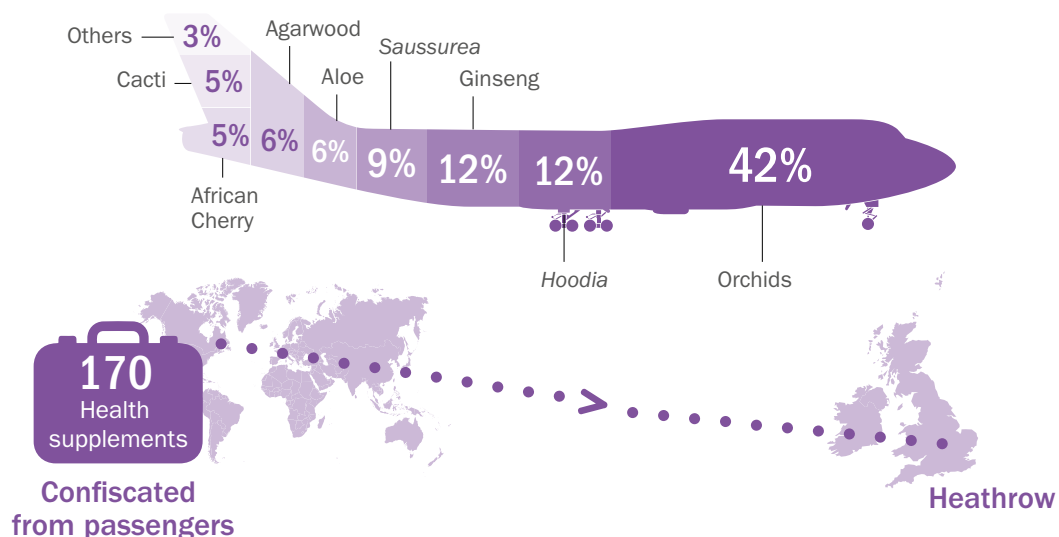 Others
3%
Agarwood
Saussurea
Cacti
5%
Aloe
Ginseng
5%
6%
6%
9%
12%
12%
42%
African
Cherry
Hoodia
Orchids
170
Health
supplements
Confiscated
from passengers
Heathrow